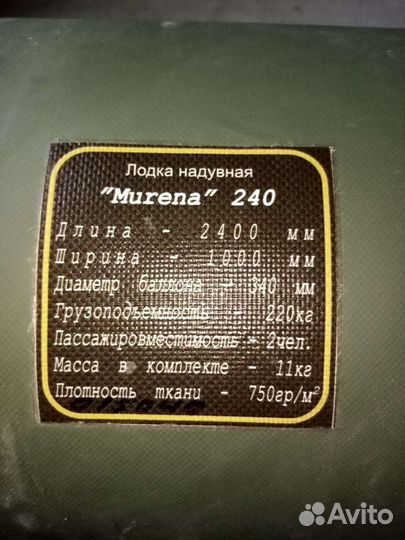 Лодка надувная
"Murena" 240
Длина - 2400 мм
Ширина - 1000 мм
Диаметр баллона - 340 мм
Грузоподъемность - 220кг
Пассажировместимость - 2чел.
Масса в комплекте - 11кг
Плотность ткани - 750гр/м²
Avito